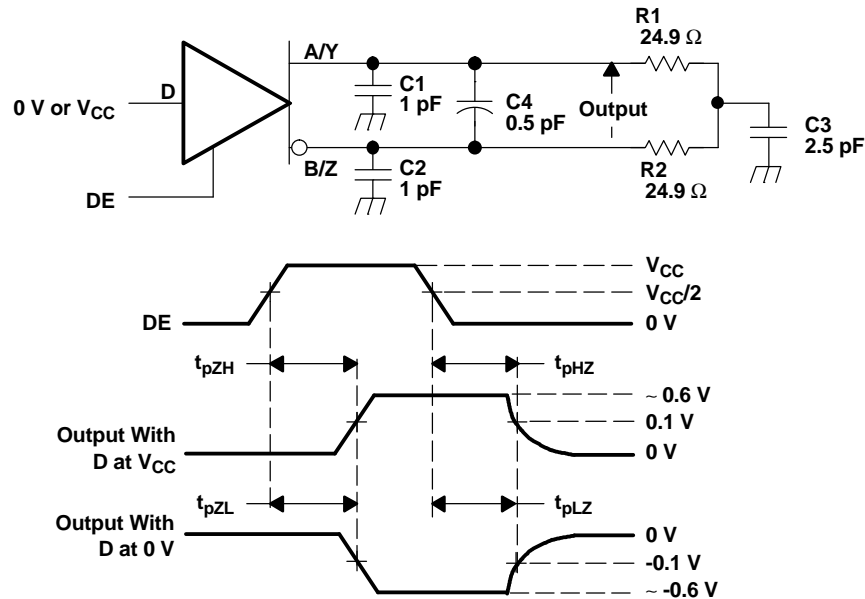 R1
24.9 Ω
A/Y
D
C1
1 pF
C4
0.5 pF
Output
0 V or VCC
C3
2.5 pF
B/Z
C2
1 pF
R2
24.9 Ω
DE
VCC
VCC/2
DE
0 V
tpZH
tpHZ
~ 0.6 V
0.1 V
Output With
D at VCC
0 V
tpZL
tpLZ
Output With
D at 0 V
0 V
-0.1 V
~ -0.6 V